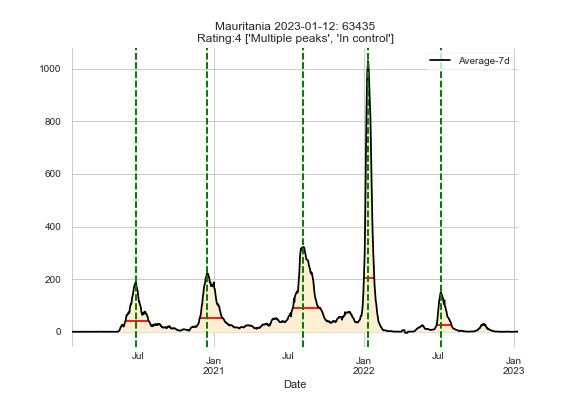 Mauritania 2023-01-12: 63435
Rating:4 ['Multiple peaks', 'In control']
Average-7d
1000
800
600
400
200
0
Jul
Jan
2021
Jul
Jan
2022
Jul
Jan
2023
Date